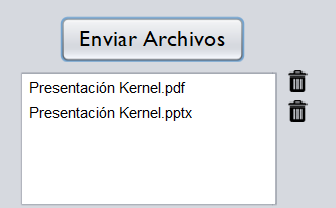 Enviar Archivos
Presentación Kernel.pdf
Presentación Kernel.pptx